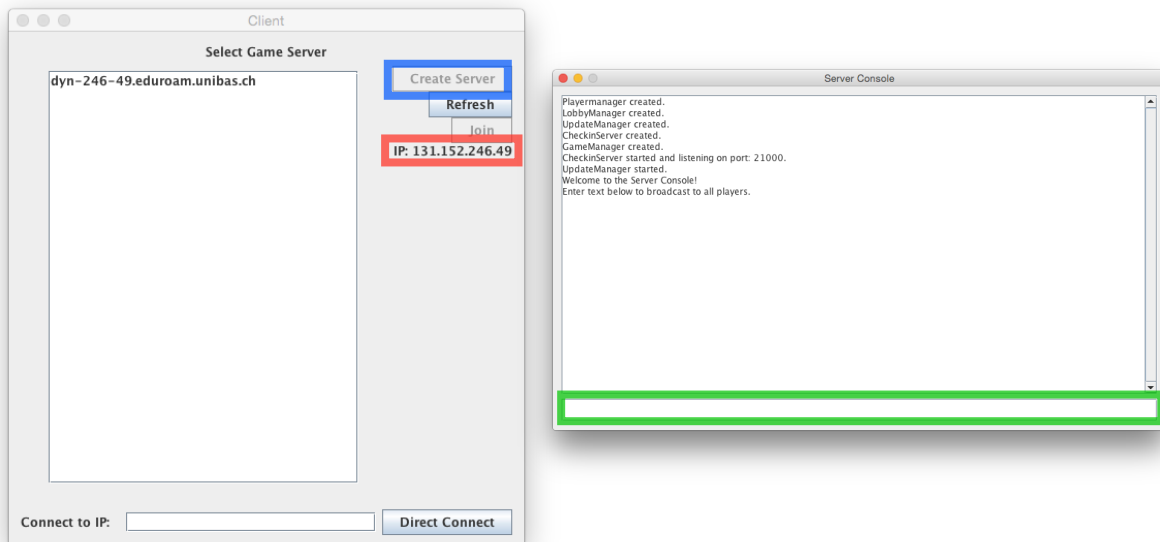 Client
Select Game Server
dyn-246-49.eduroam.unibas.ch
Create Server
Refresh
Join
IP: 131.152.246.49
Connect to IP:
Direct Connect
Server Console
Playermanager created.
LobbyManager created.
UpdateManager created.
CheckinServer created.
GameManager created.
CheckinServer started and listening on port: 21000.
UpdateManager started.
Welcome to the Server Console!
Enter text below to broadcast to all players.